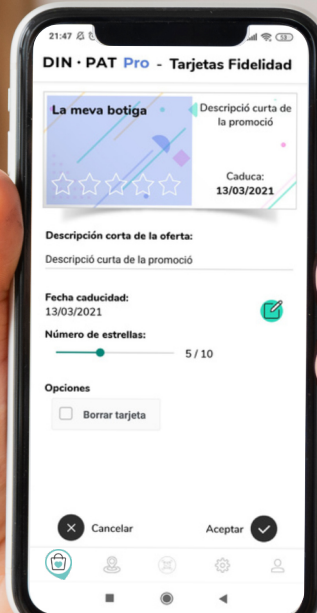 21:47
DIN · PAT Pro - Tarjetas Fidelidad
La meva botiga
Descripció curta de
la promoció
Caduca:
13/03/2021
Descripción corta de la oferta:
Descripció curta de la promoció
Fecha caducidad:
13/03/2021
Número de estrellas:
5 / 10
Opciones
Borrar tarjeta
Cancelar
Aceptar